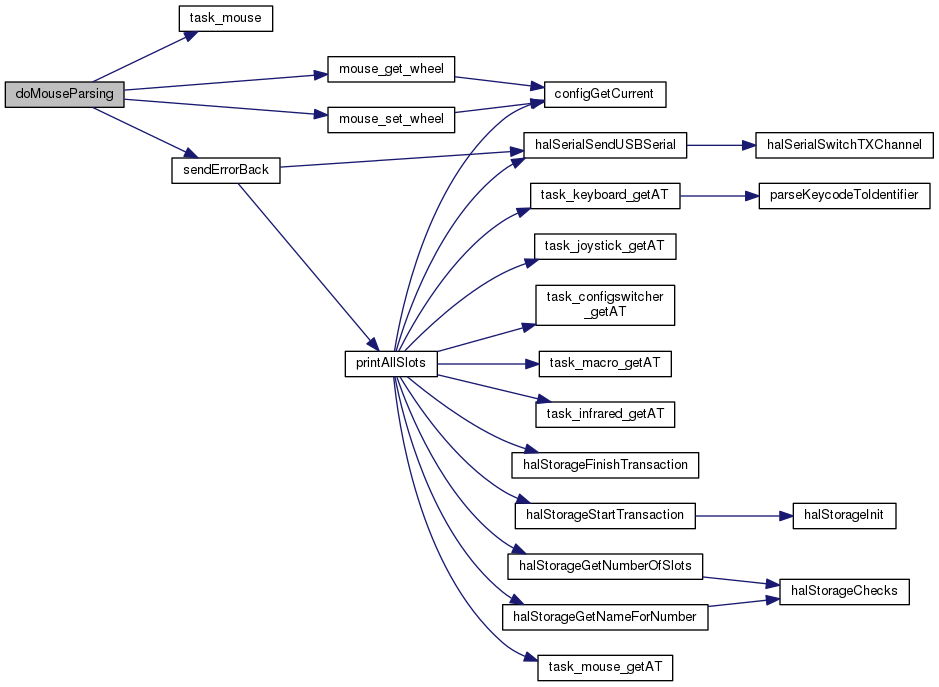 task_mouse
doMouseParsing
mouse_get_wheel
mouse_set_wheel
sendErrorBack
configGetCurrent
halSerialSendUSBSerial
halSerialSwitchTXChannel
task_keyboard_getAT
parseKeycodeToIdentifier
task_joystick_getAT
task_configswitcher
_getAT
printAllSlots
task_macro_getAT
task_infrared_getAT
halStorageFinishTransaction
halStorageStartTransaction
halStorageInit
halStorageGetNumberOfSlots
halStorageChecks
halStorageGetNameForNumber
task_mouse_getAT